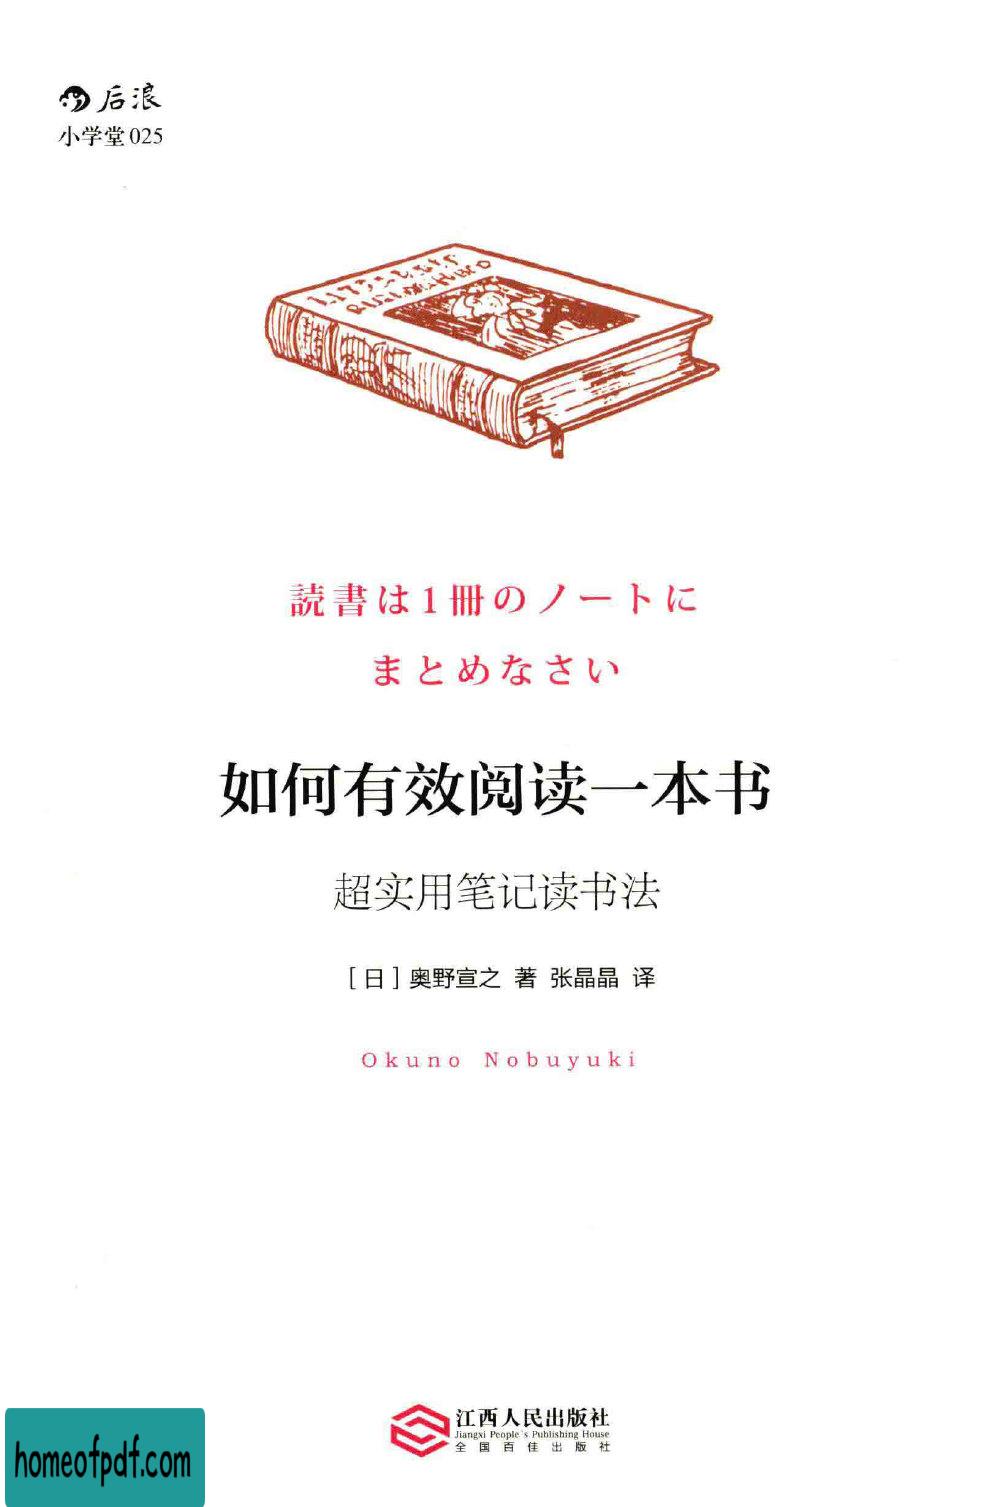 后浪
小学堂025
読書は1冊のノートに
まとめなさい
如何有效阅读一本书
超实用笔记读书法
[日]奥野宣之 著 张晶晶 译
Okuno Nobuyuki
江西人民出版社
Jiangxi People's Publishing House
全国百佳出版社
homeofpdf.com